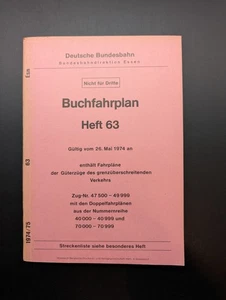 Deutsche Bundesbahn
Bundesbahndirektion Essen
Nicht für Dritte
Buchfahrplan
Heft 63
Gültig vom 26. Mai 1974 an
enthält Fahrpläne
der Güterzüge des grenzüberschreitenden
Verkehrs
Zug-Nr. 47 500 - 49 999
mit den Doppelfahrplänen
aus der Nummernreihe
40 000 - 40 999 und
70 000 - 70 999
Streckenliste siehe besonderes Heft
Esn
63
1974/75